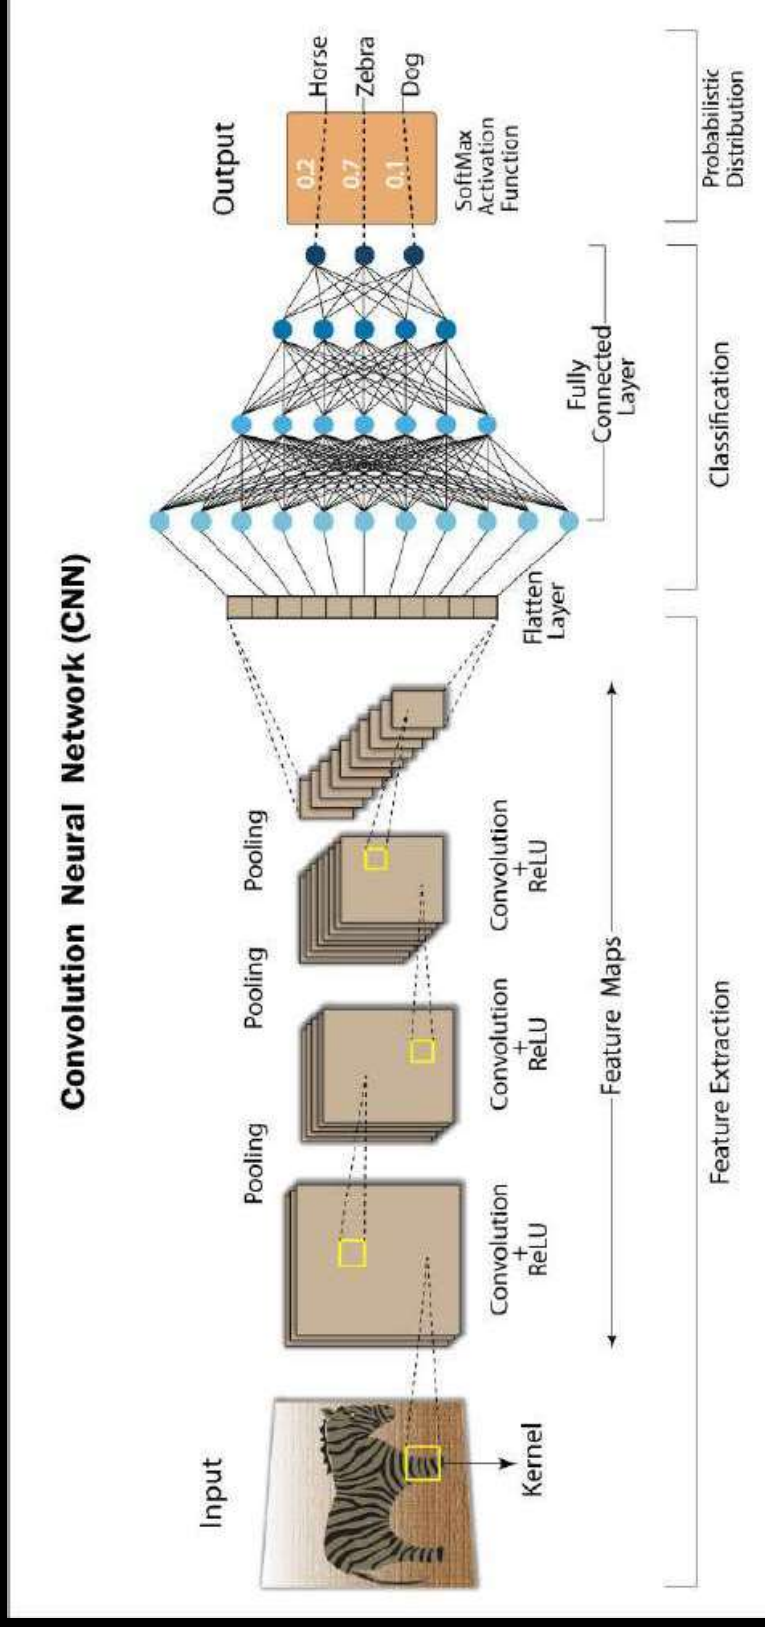 Convolution Neural Network (CNN)
Input
Pooling
Pooling
Pooling
Output
Kernel
Convolution
+
ReLU
Convolution
+
ReLU
Convolution
+
ReLU
Flatten
Layer
Fully
Connected
Layer
0.2
0.7
0.1
Horse
Zebra
Dog
SoftMax
Activation
Function
Feature Maps
Feature Extraction
Classification
Probabilistic
Distribution